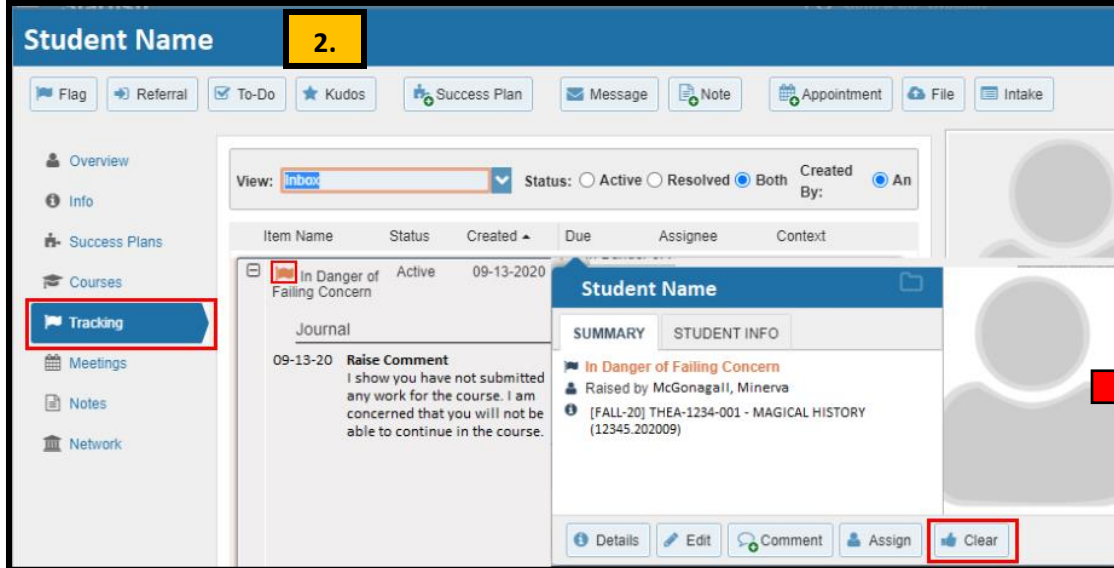 Student Name
2.
Flag Referral To-Do Kudos Success Plan Message Note Appointment File Intake
Overview
Info
Success Plans
Courses
Tracking
Meetings
Notes
Network
View: Inbox Status: Active Resolved Both Created By: An
Item Name Status Created Due Assignee Context
In Danger of Failing Concern Active 09-13-2020
Journal
09-13-20 Raise Comment
I show you have not submitted
any work for the course. I am
concerned that you will not be
able to continue in the course.
Student Name
SUMMARY STUDENT INFO
In Danger of Failing Concern
Raised by McGonagall, Minerva
[FALL-20] THEA-1234-001 - MAGICAL HISTORY
(12345.202009)
Details Edit Comment Assign Clear